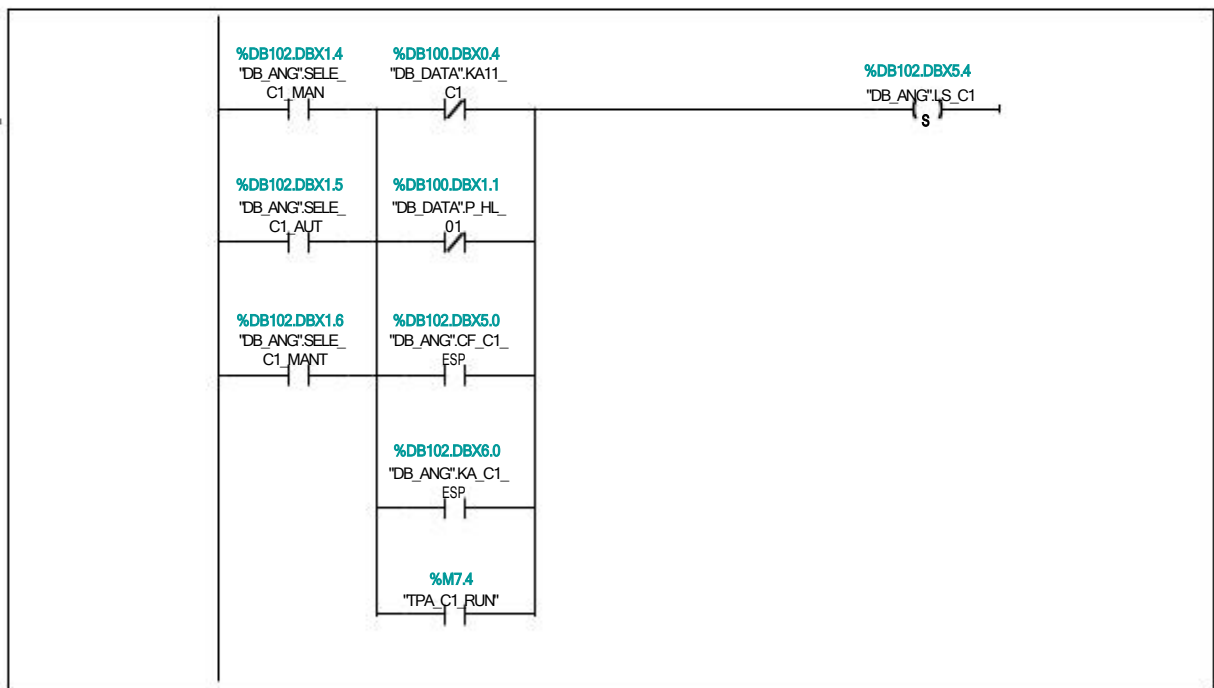 %DB102.DBX1.4
"DB_ANG".SELE_
C1_MAN
%DB100.DBX0.4
"DB_DATA".KA11_
C1
%DB102.DBX5.4
"DB_ANG".LS_C1
S
%DB102.DBX1.5
"DB_ANG".SELE_
C1_AUT
%DB100.DBX1.1
"DB_DATA".P_HL_
01
%DB102.DBX1.6
"DB_ANG".SELE_
C1_MANT
%DB102.DBX5.0
"DB_ANG".CF_C1_
ESP
%DB102.DBX6.0
"DB_ANG".KA_C1_
ESP
%M7.4
"TPA_C1_RUN"